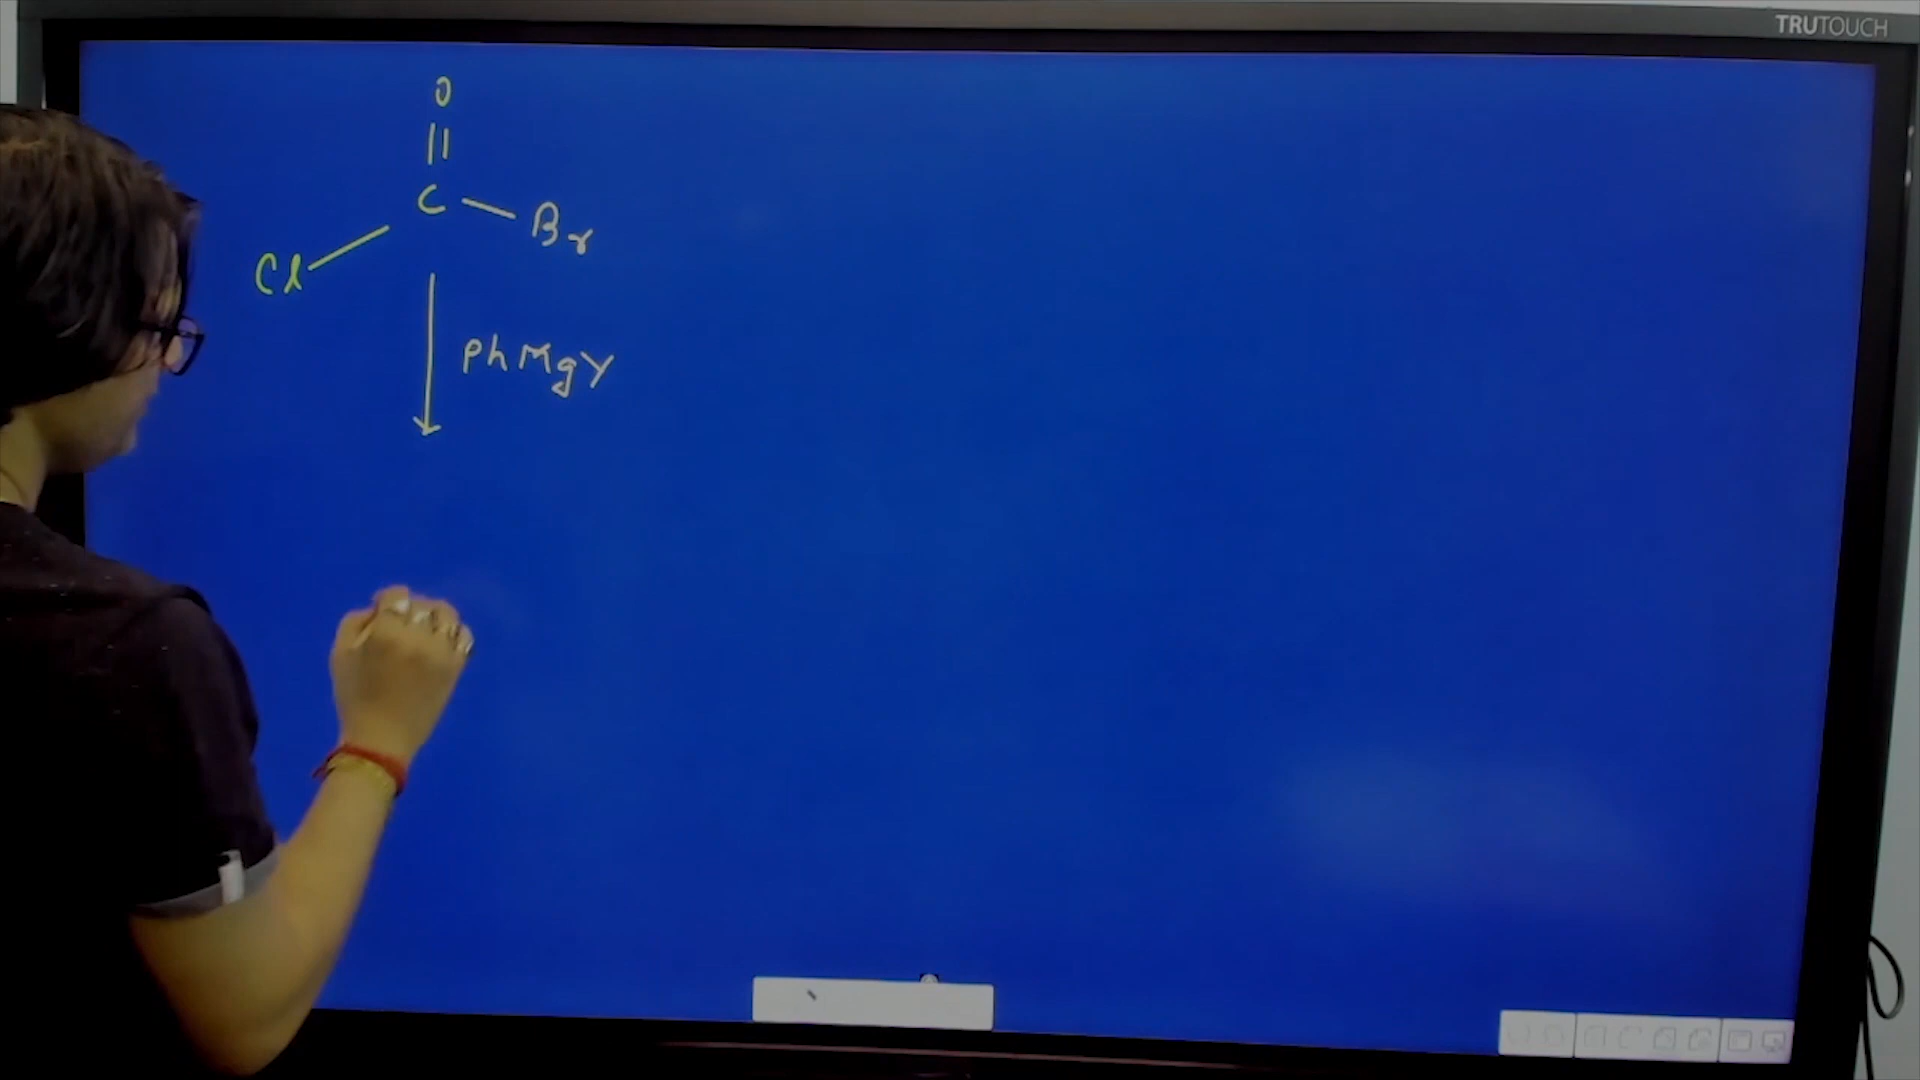 TRUTOUCH
O
||
C — Br
Cl
PhMgY